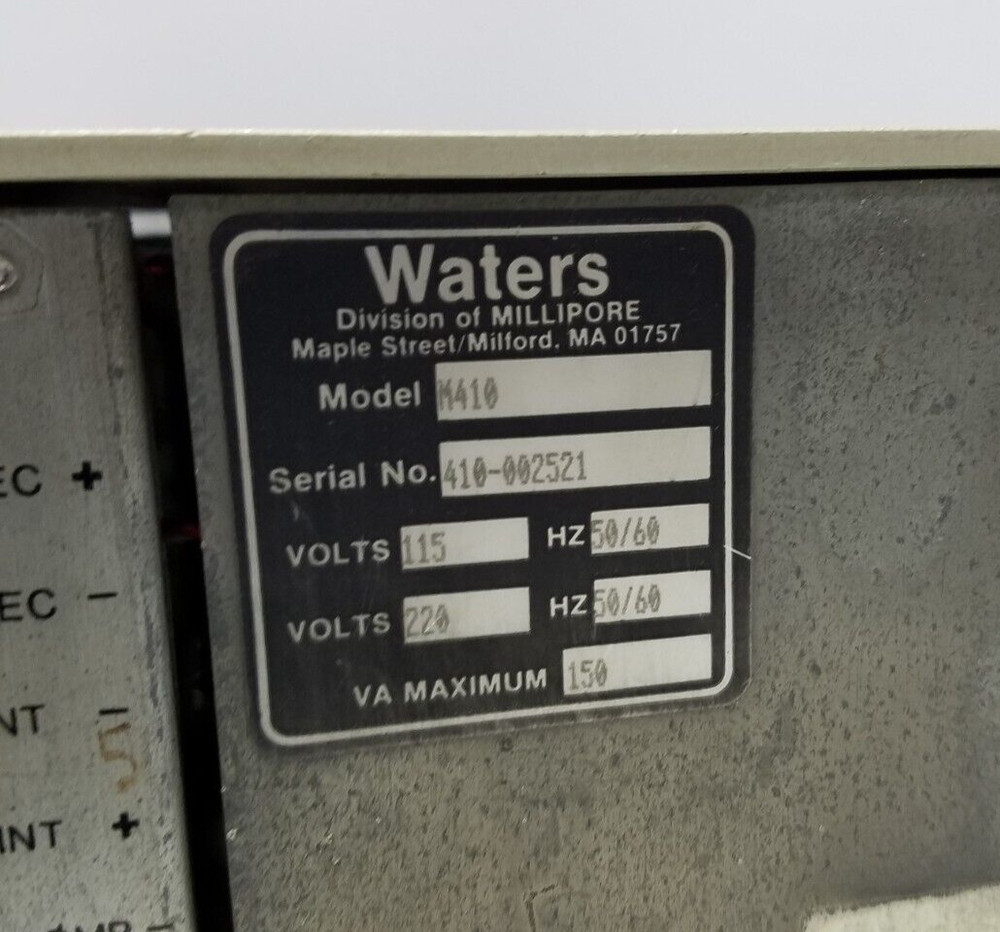 Waters
Division of MILLIPORE
Maple Street/Milford, MA 01757
Model M410
Serial No. 410-002521
VOLTS 115 HZ 50/60
VOLTS 220 HZ 50/60
VA MAXIMUM 150
EC +
EC -
NT -
5
INT +